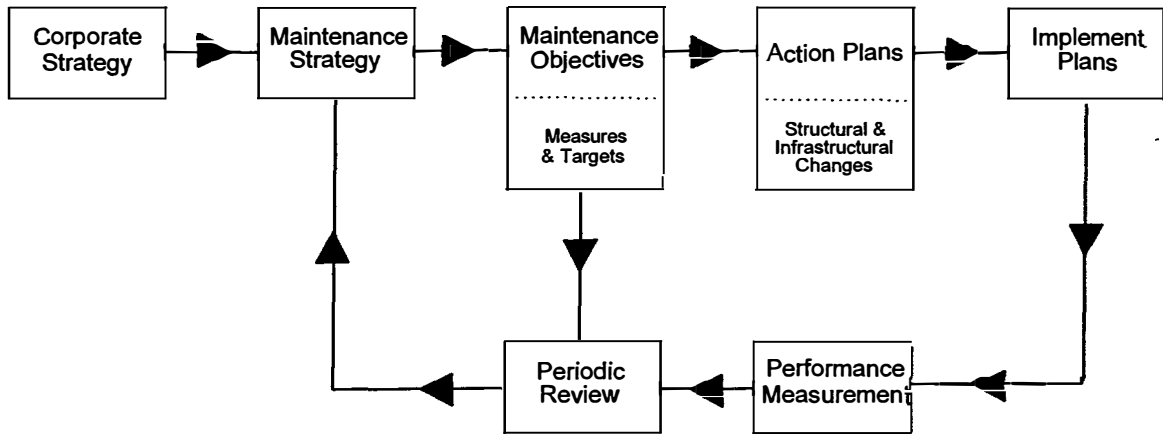 Corporate
Strategy
Maintenance
Strategy
Maintenance
Objectives
Measures
& Targets
Action Plans
Structural &
Infrastructural
Changes
Implement
Plans
Periodic
Review
Performance
Measurement